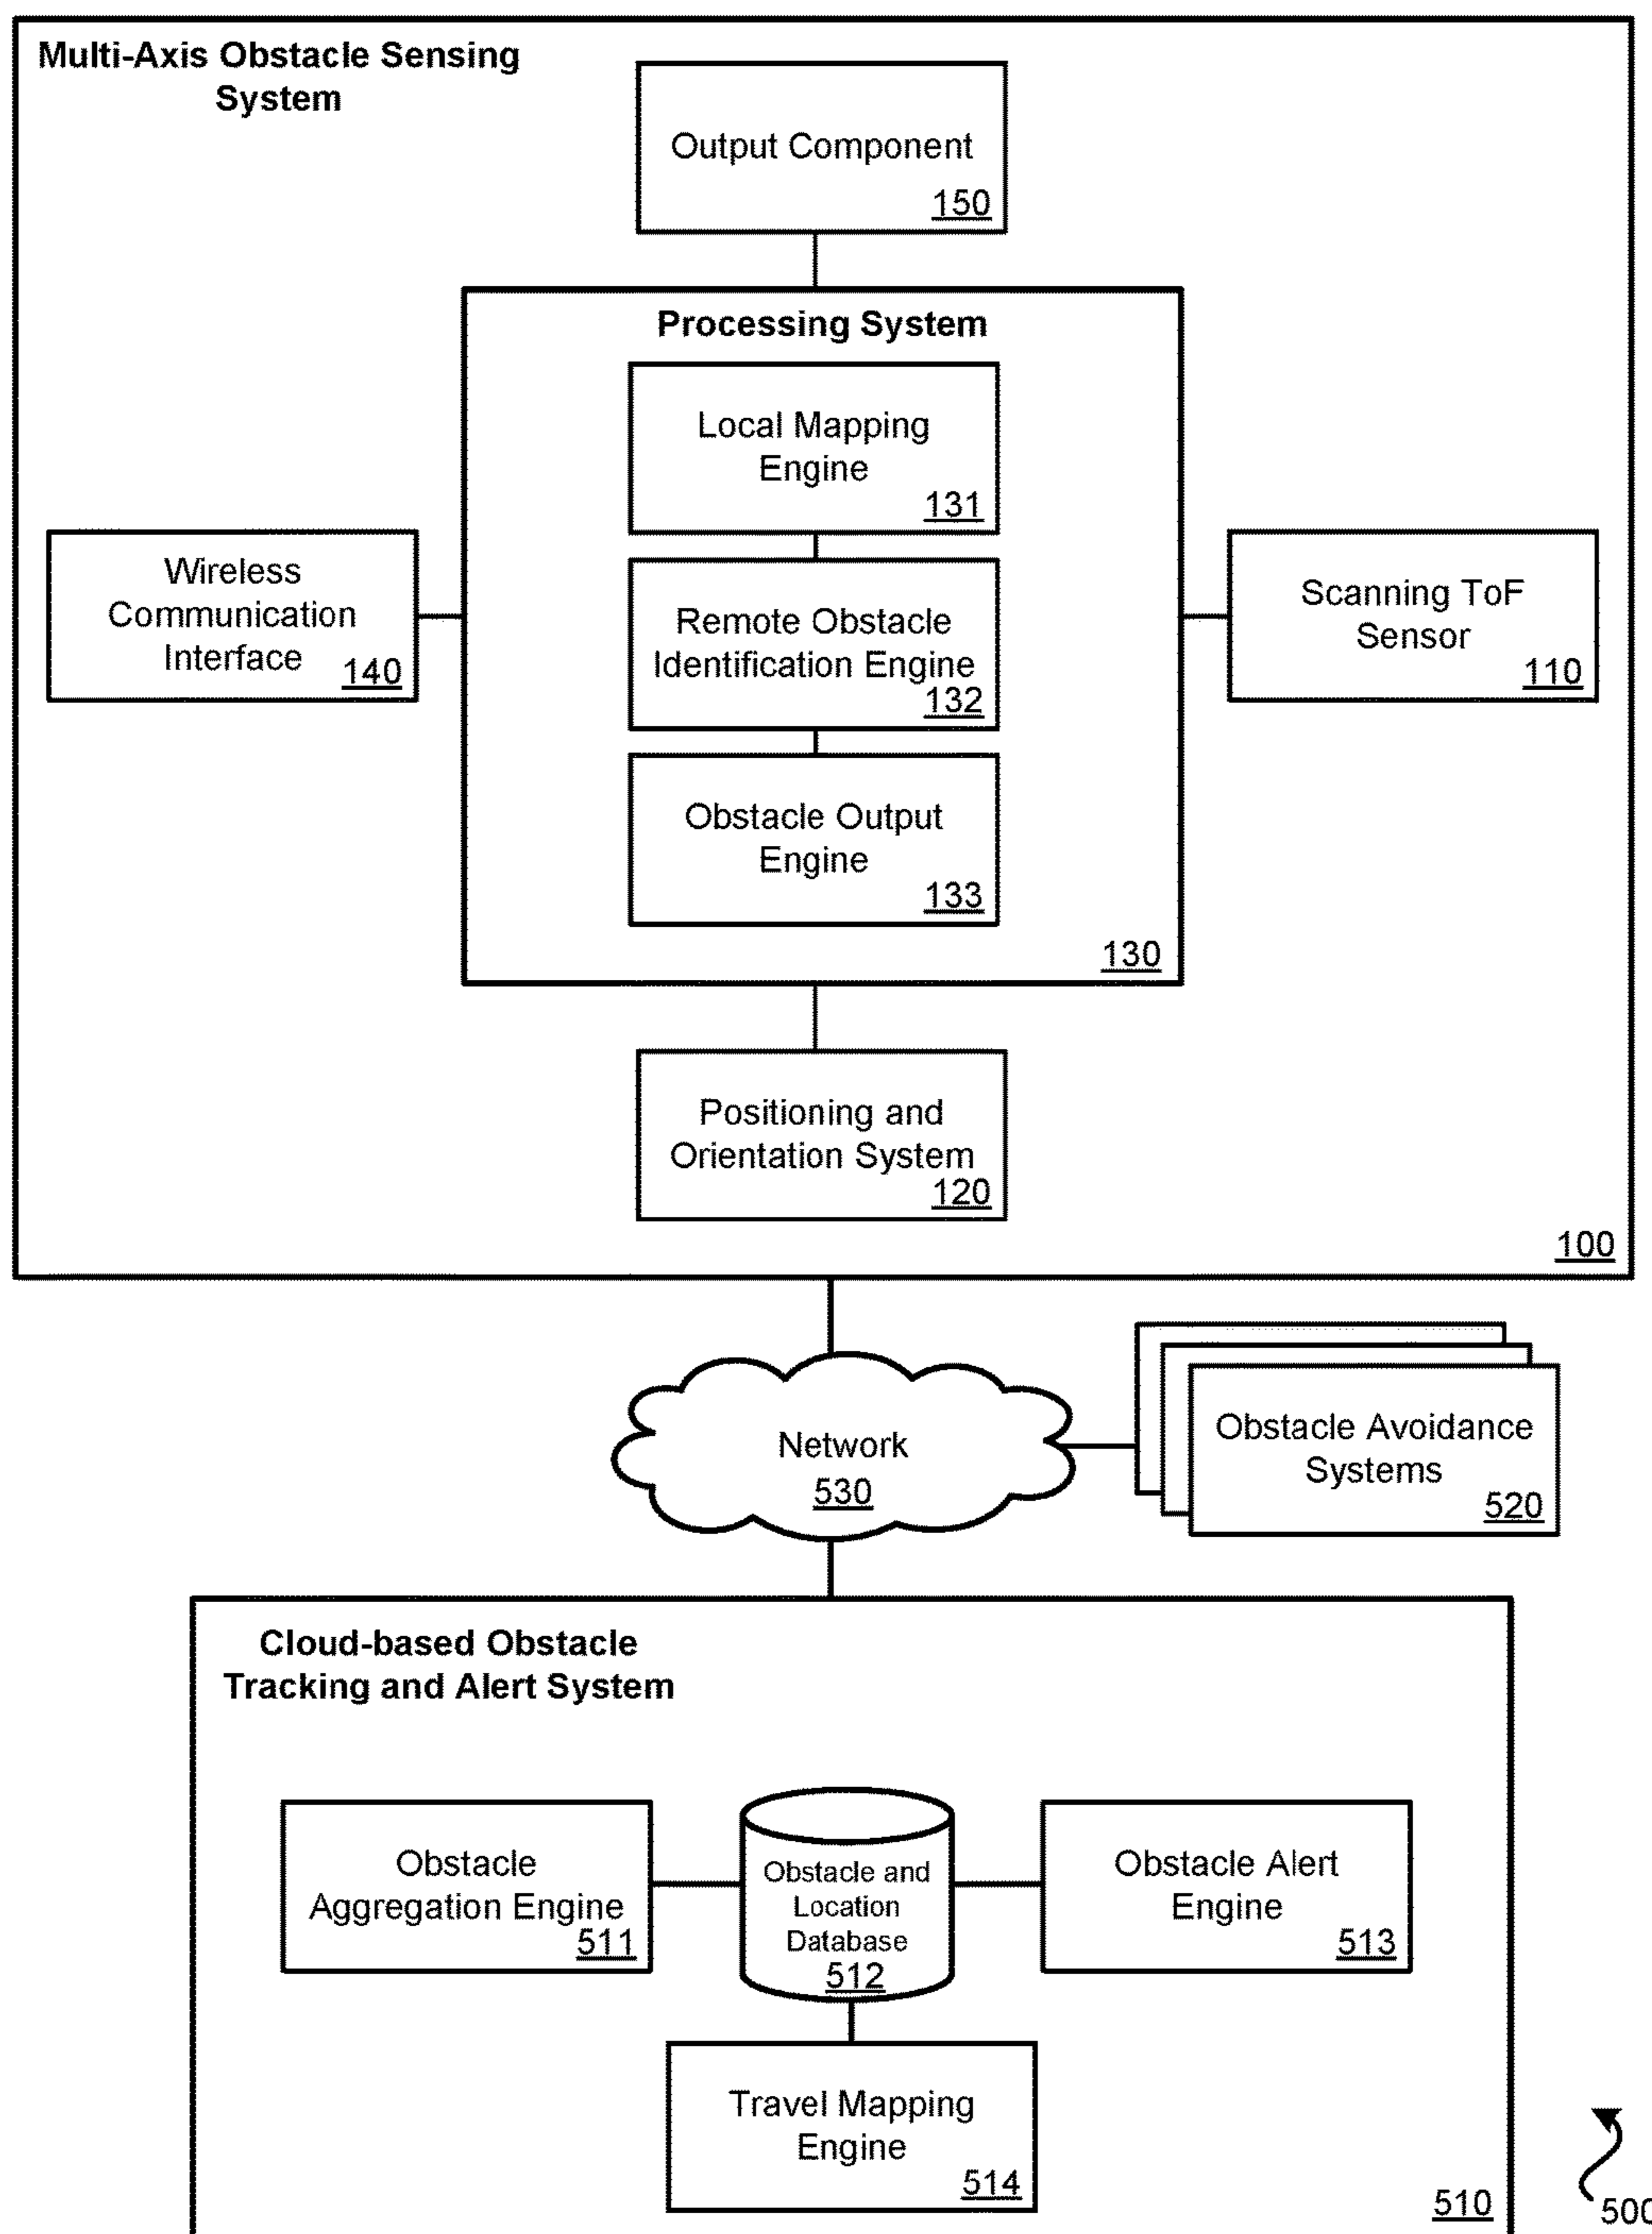 Multi-Axis Obstacle Sensing
System
Output Component
150
Processing System
Local Mapping
Engine
131
Wireless
Communication
Interface
140
Remote Obstacle
Identification Engine
132
Scanning ToF
Sensor
110
Obstacle Output
Engine
133
130
Positioning and
Orientation System
120
100
Network
530
Obstacle Avoidance
Systems
520
Cloud-based Obstacle
Tracking and Alert System
Obstacle
Aggregation Engine
511
Obstacle and
Location
Database
512
Obstacle Alert
Engine
513
Travel Mapping
Engine
514
510
500